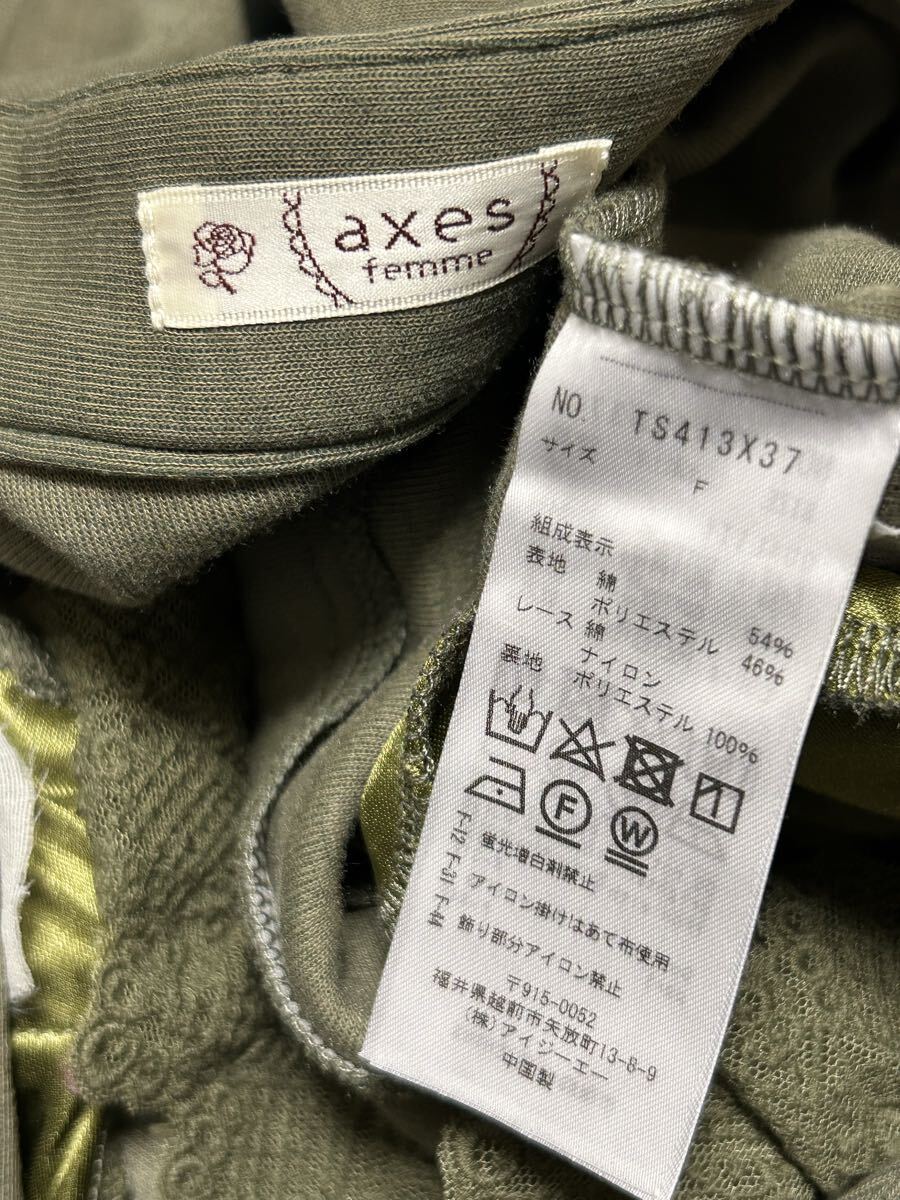 axes
femme
NO. TS413X37
サイズ
F
組成表示
表地 綿
ポリエステル 54%
レース 綿 46%
ナイロン
裏地 ポリエステル 100%
F
W
蛍光増白剤禁止
アイロン掛けはあて布使用
飾り部分アイロン禁止
F-12 F-31 F-44
〒915-0052
福井県越前市矢放町13-8-9
(株)アイジーエー
中国製